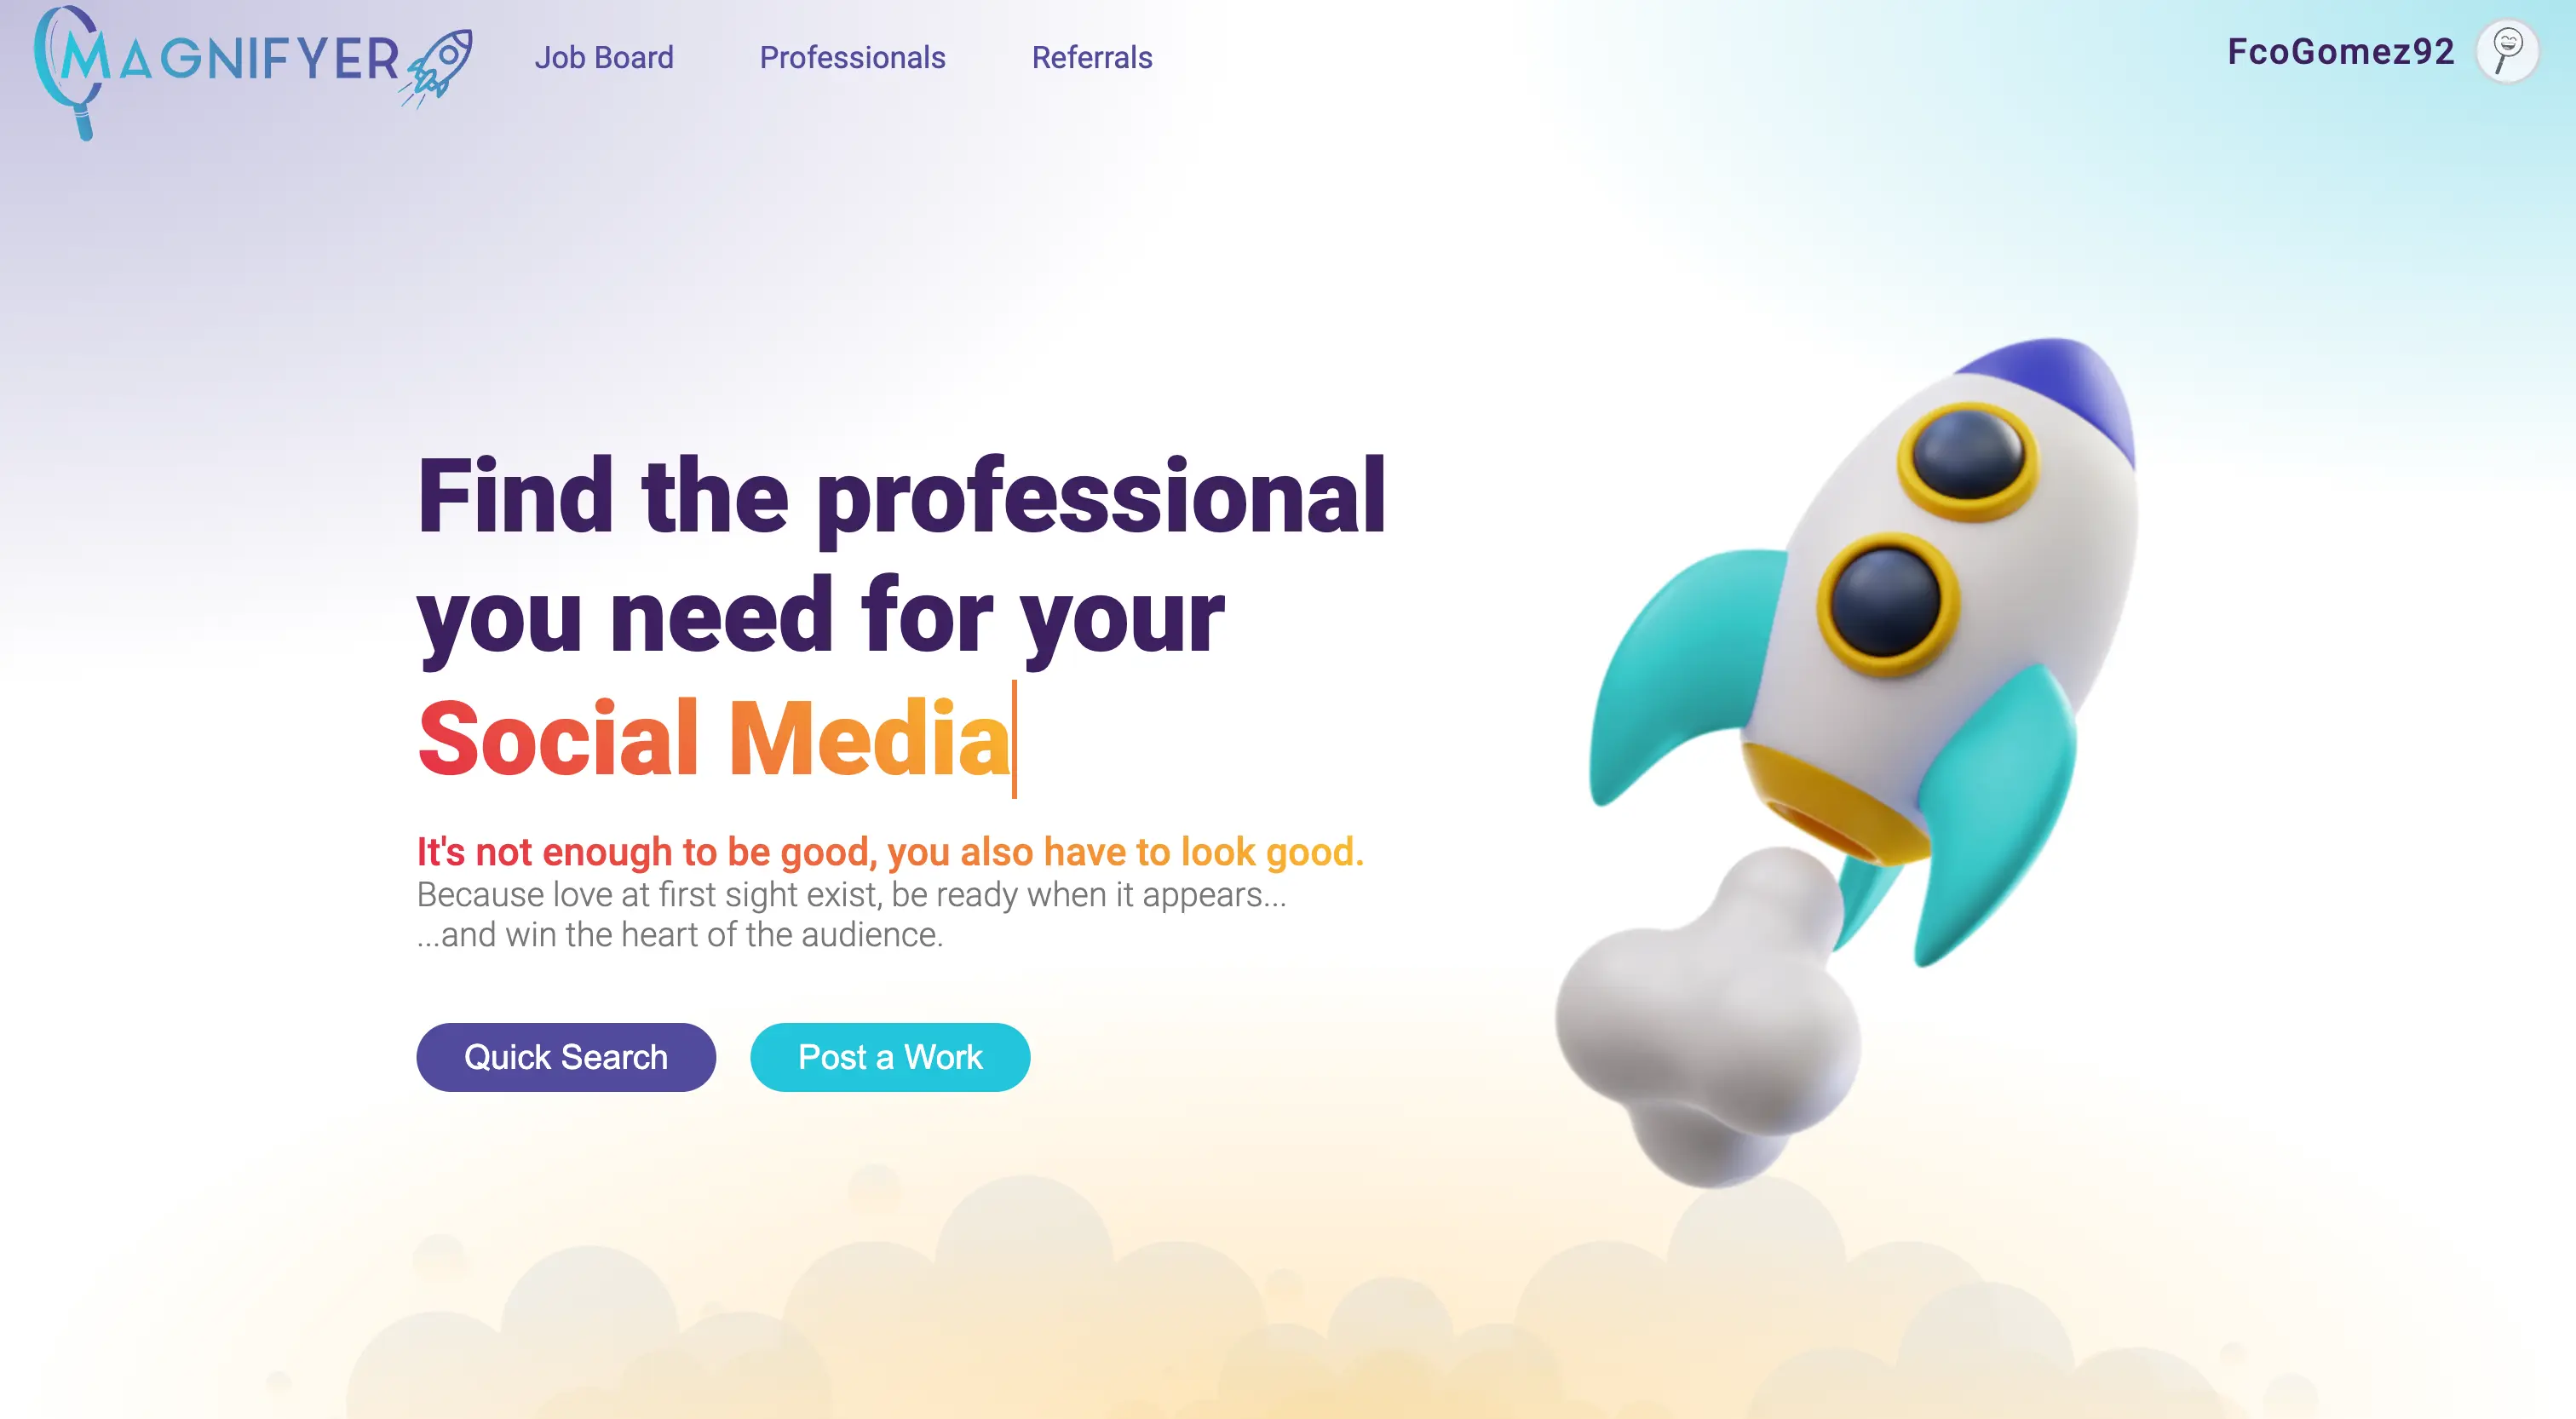 MAGNIFYER
Job Board
Professionals
Referrals
FcoGomez92
Find the professional
you need for your
Social Media
It's not enough to be good, you also have to look good.
Because love at first sight exist, be ready when it appears...
...and win the heart of the audience.
Quick Search
Post a Work